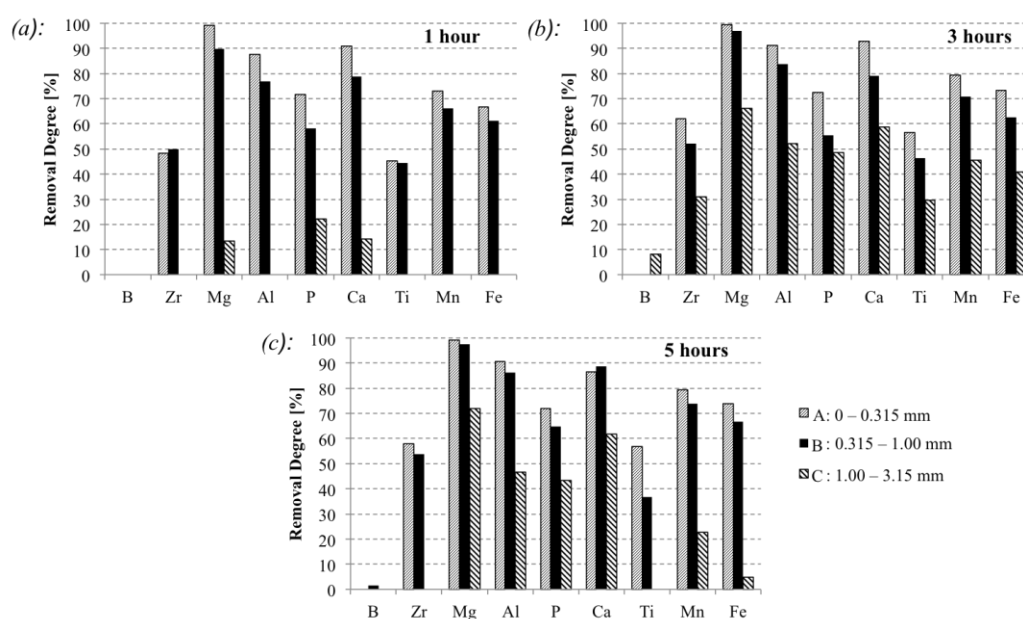 (a):
1 hour
Removal Degree [%]
100
90
80
70
60
50
40
30
20
10
0
B Zr Mg Al P Ca Ti Mn Fe
(b):
3 hours
Removal Degree [%]
100
90
80
70
60
50
40
30
20
10
0
B Zr Mg Al P Ca Ti Mn Fe
(c):
5 hours
Removal Degree [%]
100
90
80
70
60
50
40
30
20
10
0
B Zr Mg Al P Ca Ti Mn Fe
A: 0 – 0.315 mm
B: 0.315 – 1.00 mm
C: 1.00 – 3.15 mm